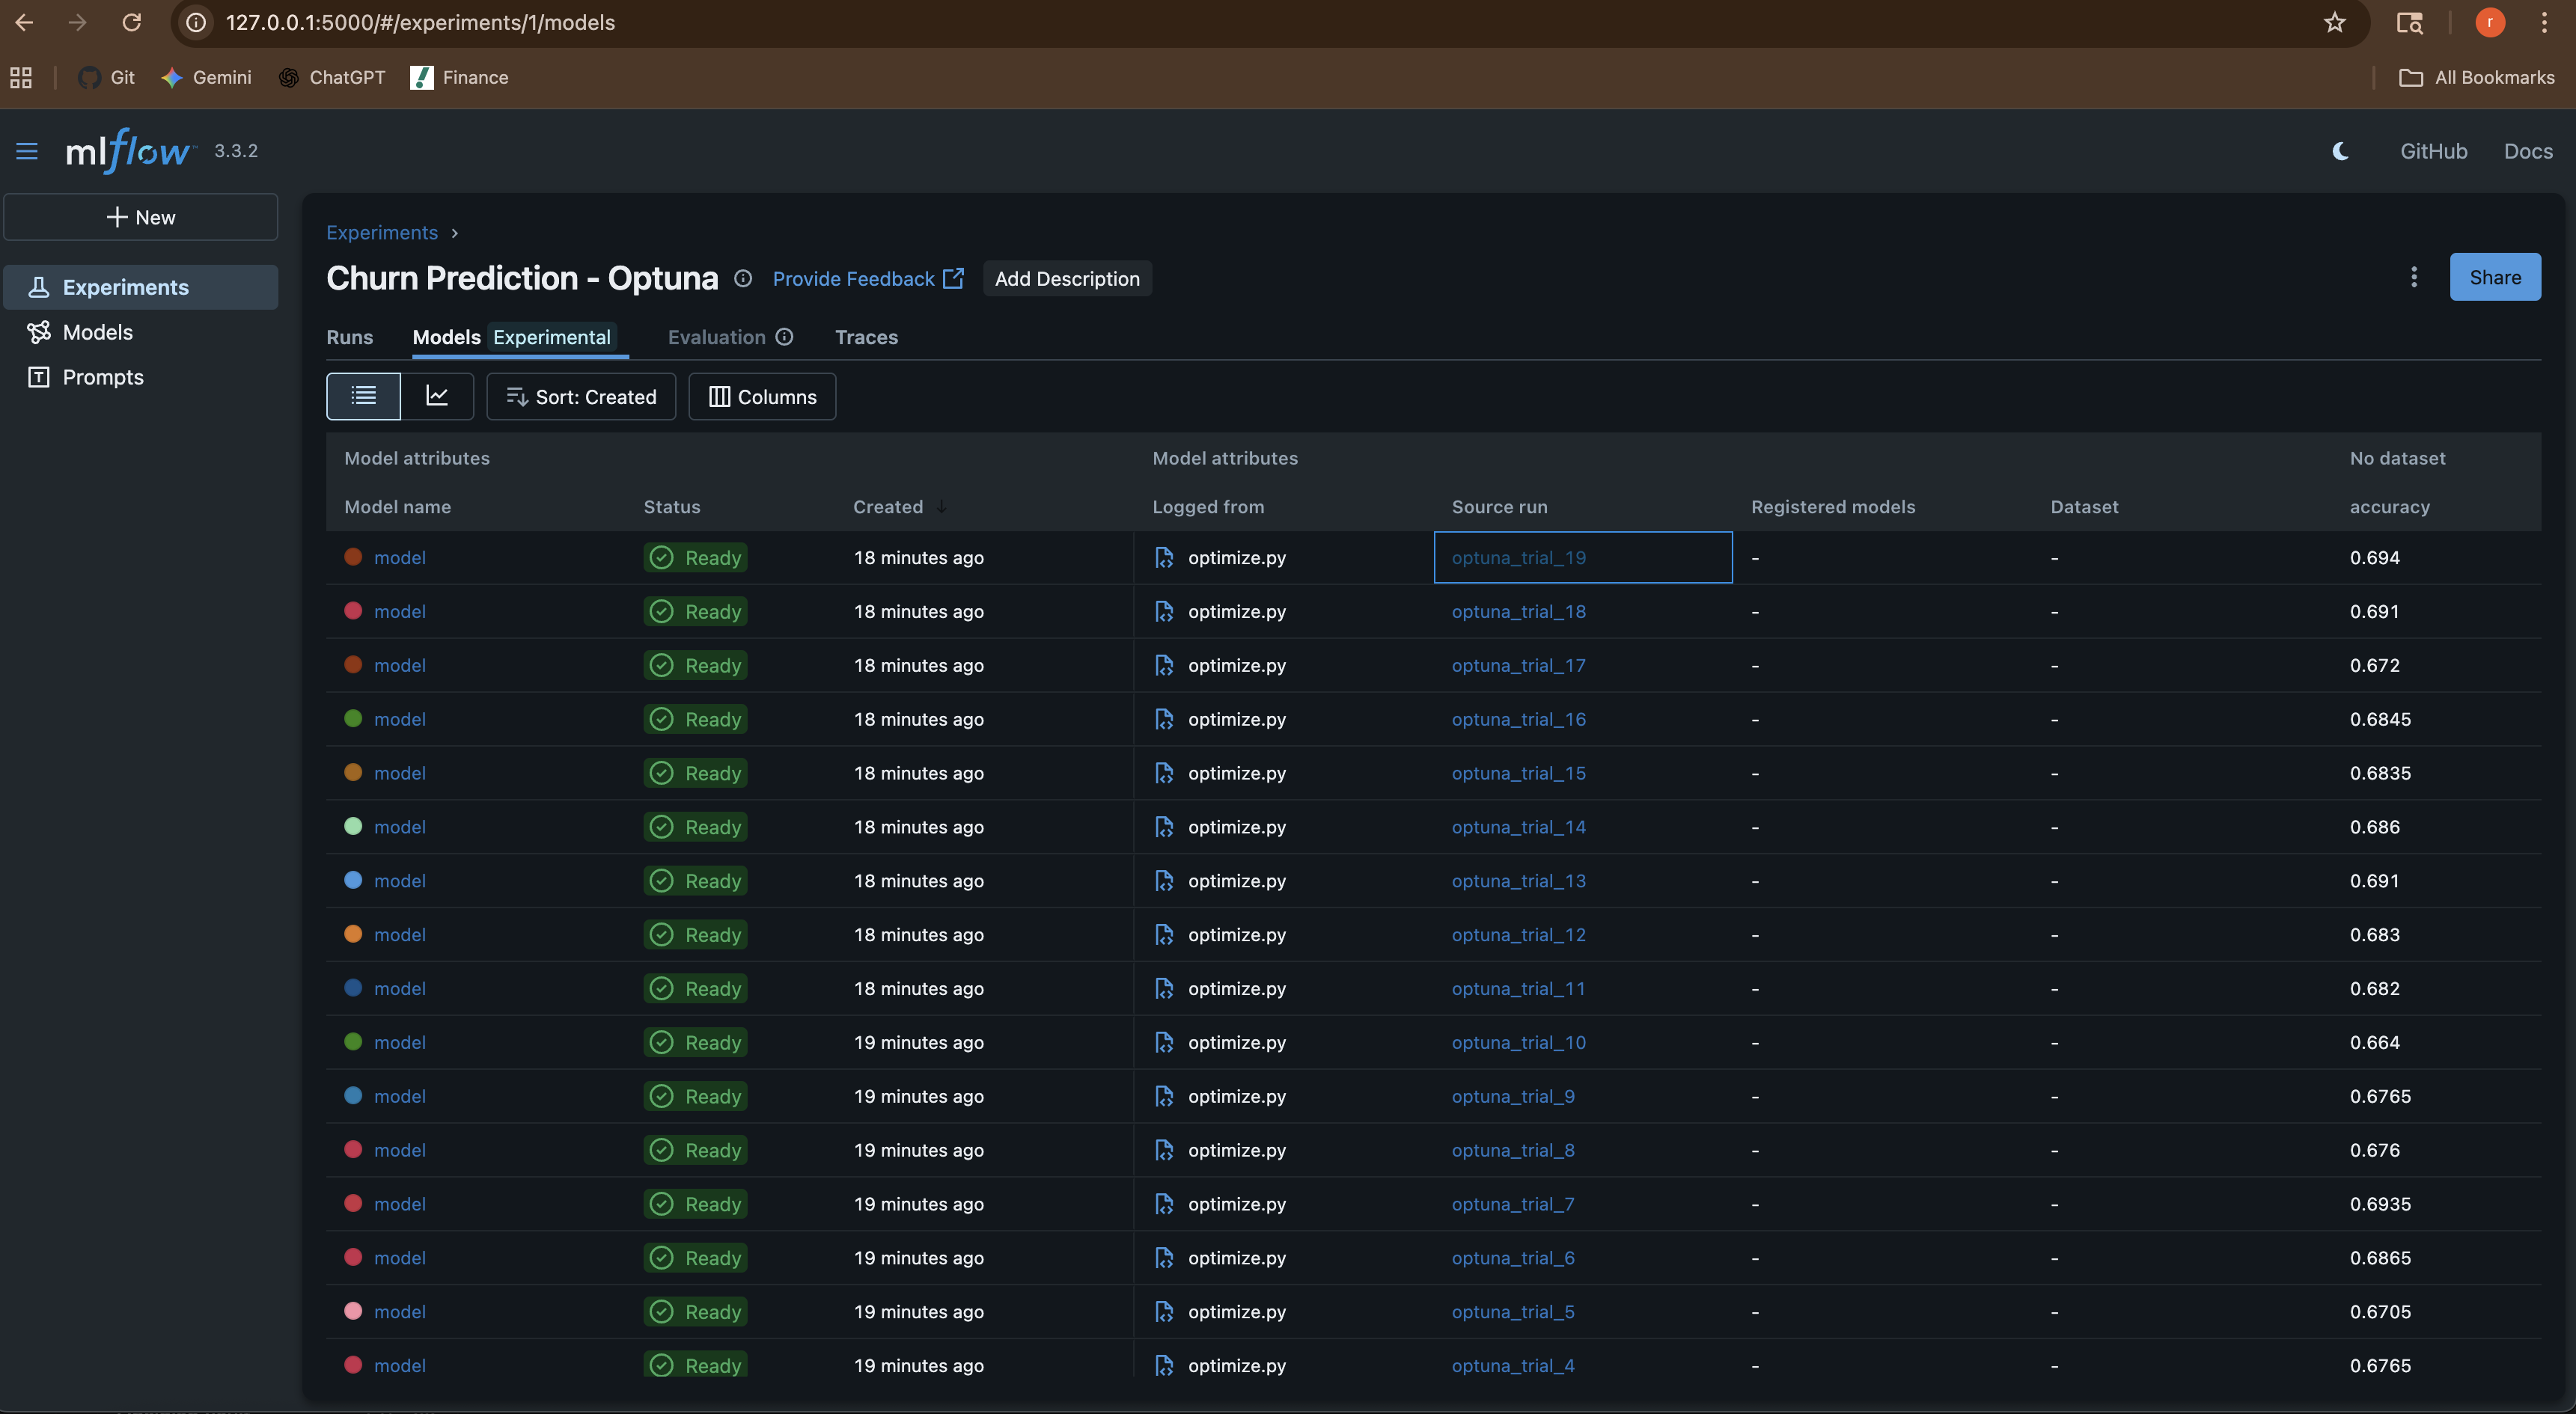 127.0.0.1:5000/#/experiments/1/models r
Git Gemini ChatGPT Finance All Bookmarks
mlflow™ 3.3.2 GitHub Docs
New
Experiments
Models
Prompts
Experiments
Churn Prediction - Optuna Provide Feedback Add Description Share
Runs Models Experimental Evaluation Traces
Sort: Created Columns
Model attributes Model attributes No dataset
Model name Status Created Logged from Source run Registered models Dataset accuracy
model Ready 18 minutes ago optimize.py optuna_trial_19 - - 0.694
model Ready 18 minutes ago optimize.py optuna_trial_18 - - 0.691
model Ready 18 minutes ago optimize.py optuna_trial_17 - - 0.672
model Ready 18 minutes ago optimize.py optuna_trial_16 - - 0.6845
model Ready 18 minutes ago optimize.py optuna_trial_15 - - 0.6835
model Ready 18 minutes ago optimize.py optuna_trial_14 - - 0.686
model Ready 18 minutes ago optimize.py optuna_trial_13 - - 0.691
model Ready 18 minutes ago optimize.py optuna_trial_12 - - 0.683
model Ready 18 minutes ago optimize.py optuna_trial_11 - - 0.682
model Ready 19 minutes ago optimize.py optuna_trial_10 - - 0.664
model Ready 19 minutes ago optimize.py optuna_trial_9 - - 0.6765
model Ready 19 minutes ago optimize.py optuna_trial_8 - - 0.676
model Ready 19 minutes ago optimize.py optuna_trial_7 - - 0.6935
model Ready 19 minutes ago optimize.py optuna_trial_6 - - 0.6865
model Ready 19 minutes ago optimize.py optuna_trial_5 - - 0.6705
model Ready 19 minutes ago optimize.py optuna_trial_4 - - 0.6765